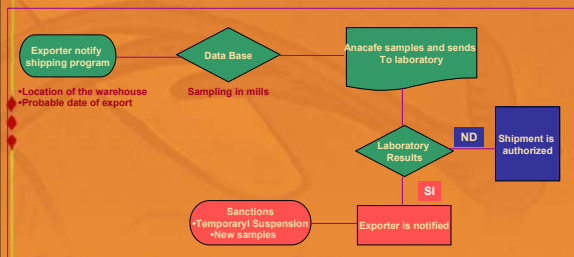 Exporter notify
shipping program
•Location of the warehouse
•Probable date of export
Data Base
Sampling in mills
Anacafe samples and sends
To laboratory
Laboratory
Results
ND
Shipment is
authorized
SI
Exporter is notified
Sanctions
•Temporaryl Suspension
•New samples